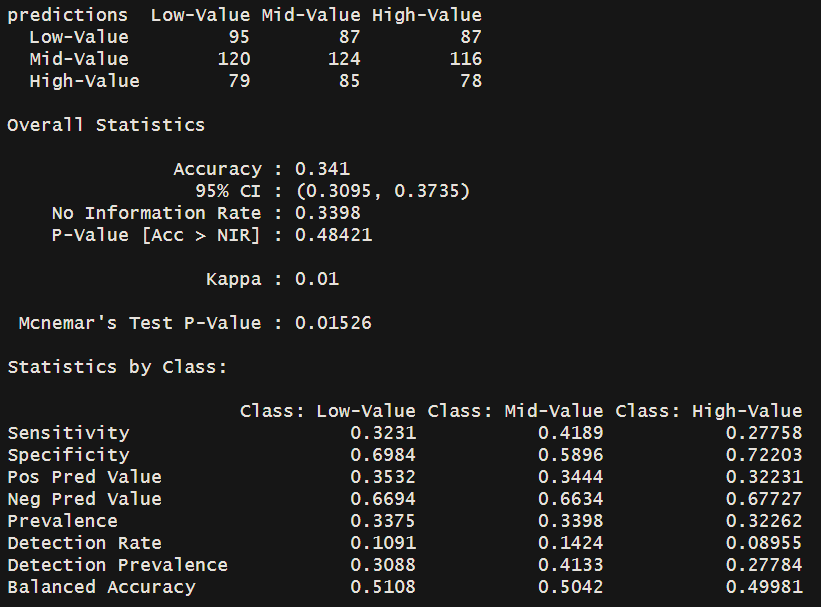 predictions  Low-Value Mid-Value High-Value
  Low-Value         95        87         87
  Mid-Value        120       124        116
  High-Value        79        85         78

Overall Statistics

               Accuracy : 0.341
                 95% CI : (0.3095, 0.3735)
    No Information Rate : 0.3398
    P-Value [Acc > NIR] : 0.48421

                  Kappa : 0.01

 Mcnemar's Test P-Value : 0.01526

Statistics by Class:

                     Class: Low-Value Class: Mid-Value Class: High-Value
Sensitivity                    0.3231           0.4189           0.27758
Specificity                    0.6984           0.5896           0.72203
Pos Pred Value                 0.3532           0.3444           0.32231
Neg Pred Value                 0.6694           0.6634           0.67727
Prevalence                     0.3375           0.3398           0.32262
Detection Rate                 0.1091           0.1424           0.08955
Detection Prevalence           0.3088           0.4133           0.27784
Balanced Accuracy              0.5108           0.5042           0.49981